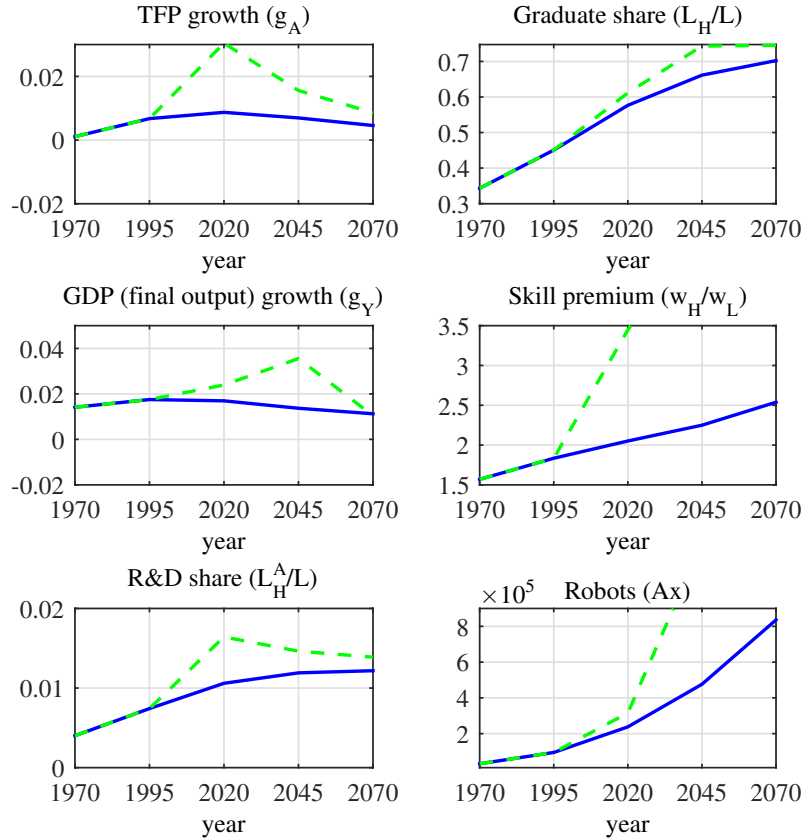 TFP growth (g_A)
0.02
0
-0.02
1970 1995 2020 2045 2070
year
Graduate share (L_H/L)
0.7
0.6
0.5
0.4
0.3
1970 1995 2020 2045 2070
year
GDP (final output) growth (g_Y)
0.04
0.02
0
-0.02
1970 1995 2020 2045 2070
year
Skill premium (w_H/w_L)
3.5
3
2.5
2
1.5
1970 1995 2020 2045 2070
year
R&D share (L_H^A/L)
0.02
0.01
0
1970 1995 2020 2045 2070
year
×10^5 Robots (Ax)
8
6
4
2
1970 1995 2020 2045 2070
year